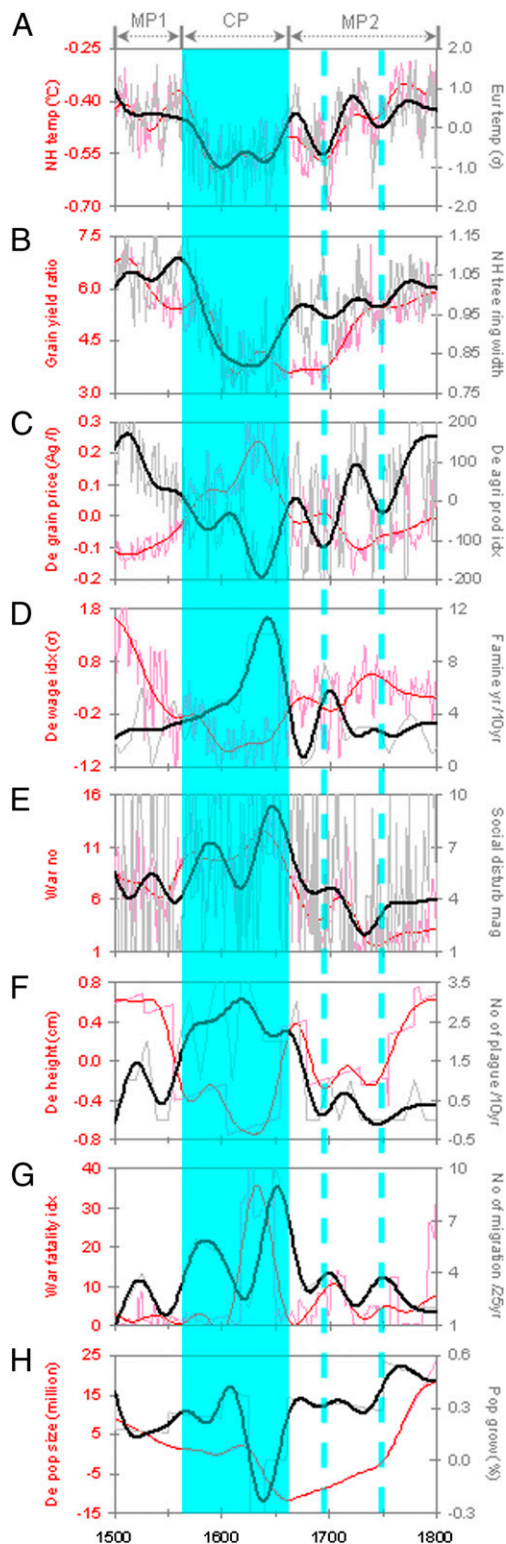 MP1 CP MP2
A
NH temp (°C)
-0.25
-0.40
-0.55
-0.70
2.0
1.0
0.0
-1.0
-2.0
Eur temp (σ)
B
Grain yield ratio
7.5
6.0
4.5
3.0
1.15
1.05
0.95
0.85
0.75
NH tree ring width
C
De grain price (Ag /l)
0.3
0.2
0.1
0.0
-0.1
-0.2
200
100
0
-100
-200
De agri prod idx
D
De wage idx (σ)
1.8
0.8
-0.2
-1.2
12
10
8
6
4
2
0
Famine yr /10yr
E
War no
16
11
6
1
10
7
4
1
Social disturb mag
F
De height (cm)
0.8
0.4
0.0
-0.4
-0.8
3.5
2.5
1.5
0.5
-0.5
No of plague /10yr
G
War fatality idx
40
30
20
10
0
10
7
4
1
No of migration /25yr
H
De pop size (million)
25
15
5
-5
-15
0.6
0.3
0.0
-0.3
Pop grow (%)
1500 1600 1700 1800